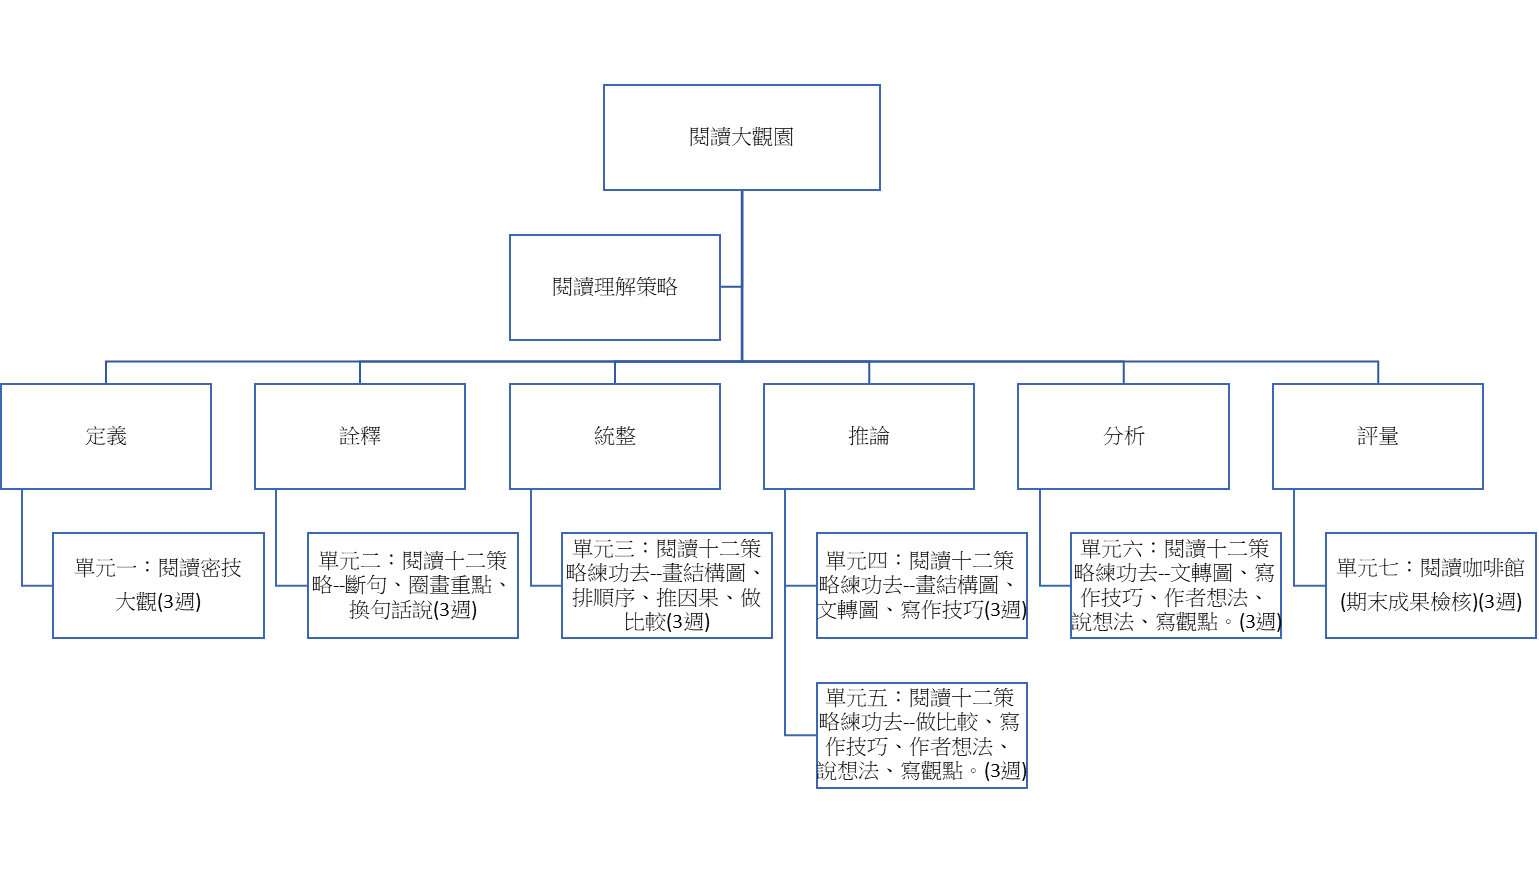 閱讀大觀園
閱讀理解策略
定義
詮釋
統整
推論
分析
評量
單元一：閱讀密技
大觀(3週)
單元二：閱讀十二策
略--斷句、圈畫重點、
換句話說(3週)
單元三：閱讀十二策
略練功去--畫結構圖、
排順序、推因果、做
比較(3週)
單元四：閱讀十二策
略練功去--畫結構圖、
文轉圖、寫作技巧(3週)
單元五：閱讀十二策
略練功去--做比較、寫
作技巧、作者想法、
說想法、寫觀點。(3週)
單元六：閱讀十二策
略練功去--文轉圖、寫
作技巧、作者想法、
說想法、寫觀點。(3週)
單元七：閱讀咖啡館
(期末成果檢核)(3週)